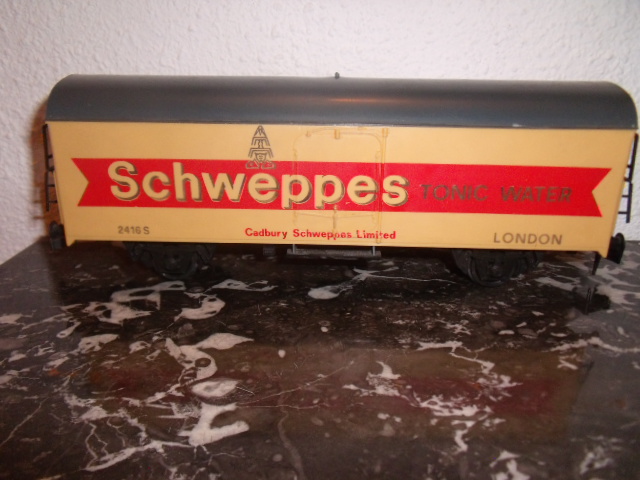 Schweppes TONIC WATER
2416 S
Cadbury Schweppes Limited
LONDON